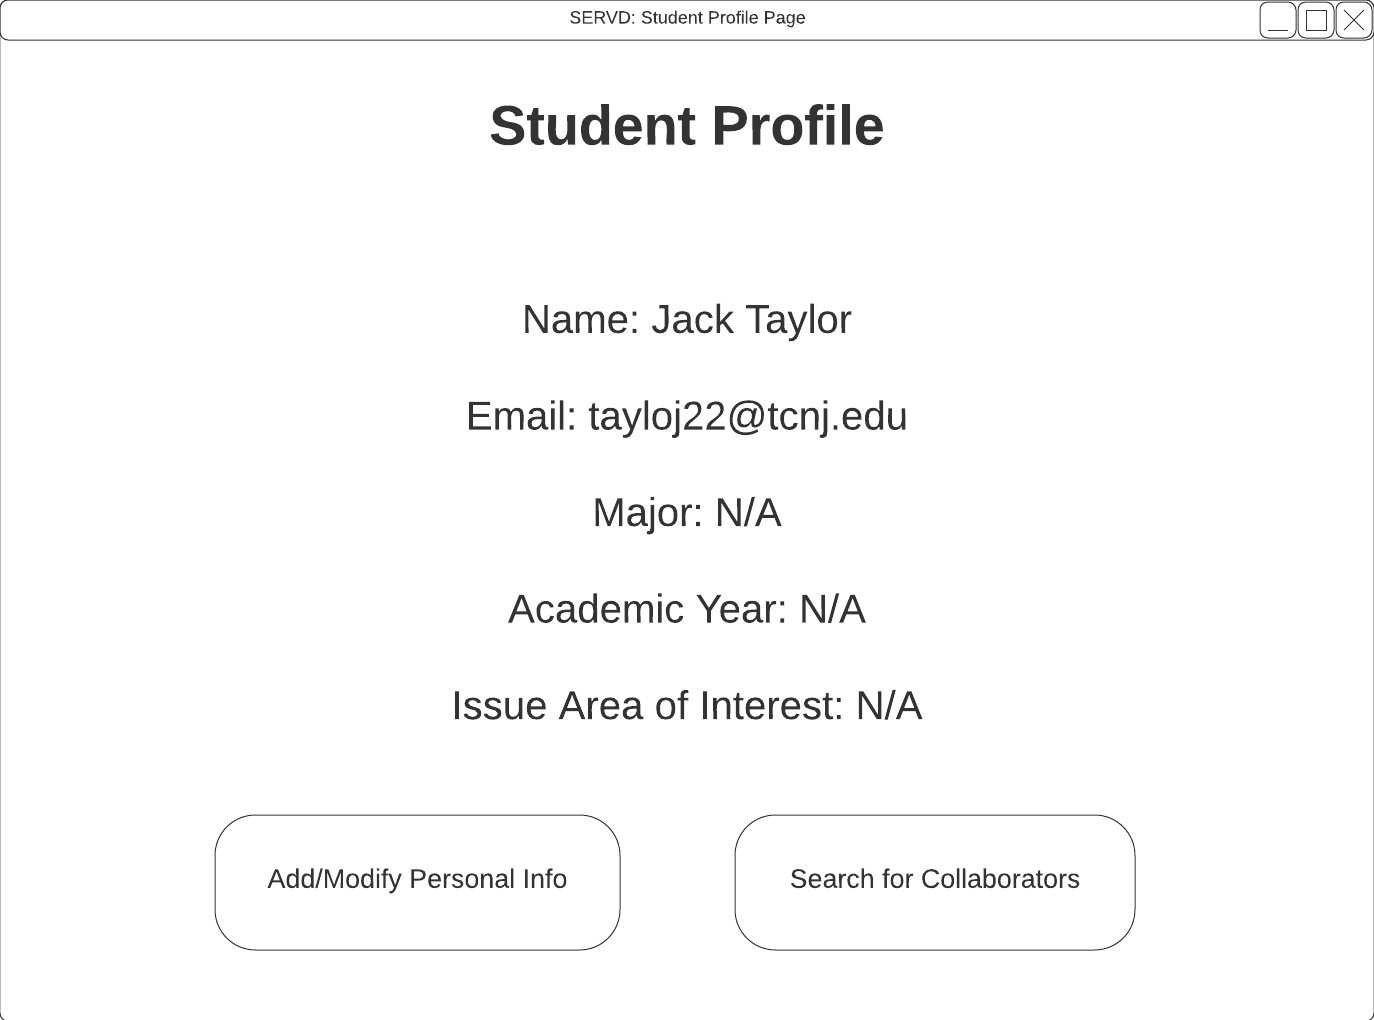 SERVD: Student Profile Page
Student Profile
Name: Jack Taylor
Email: tayloj22@tcnj.edu
Major: N/A
Academic Year: N/A
Issue Area of Interest: N/A
Add/Modify Personal Info
Search for Collaborators